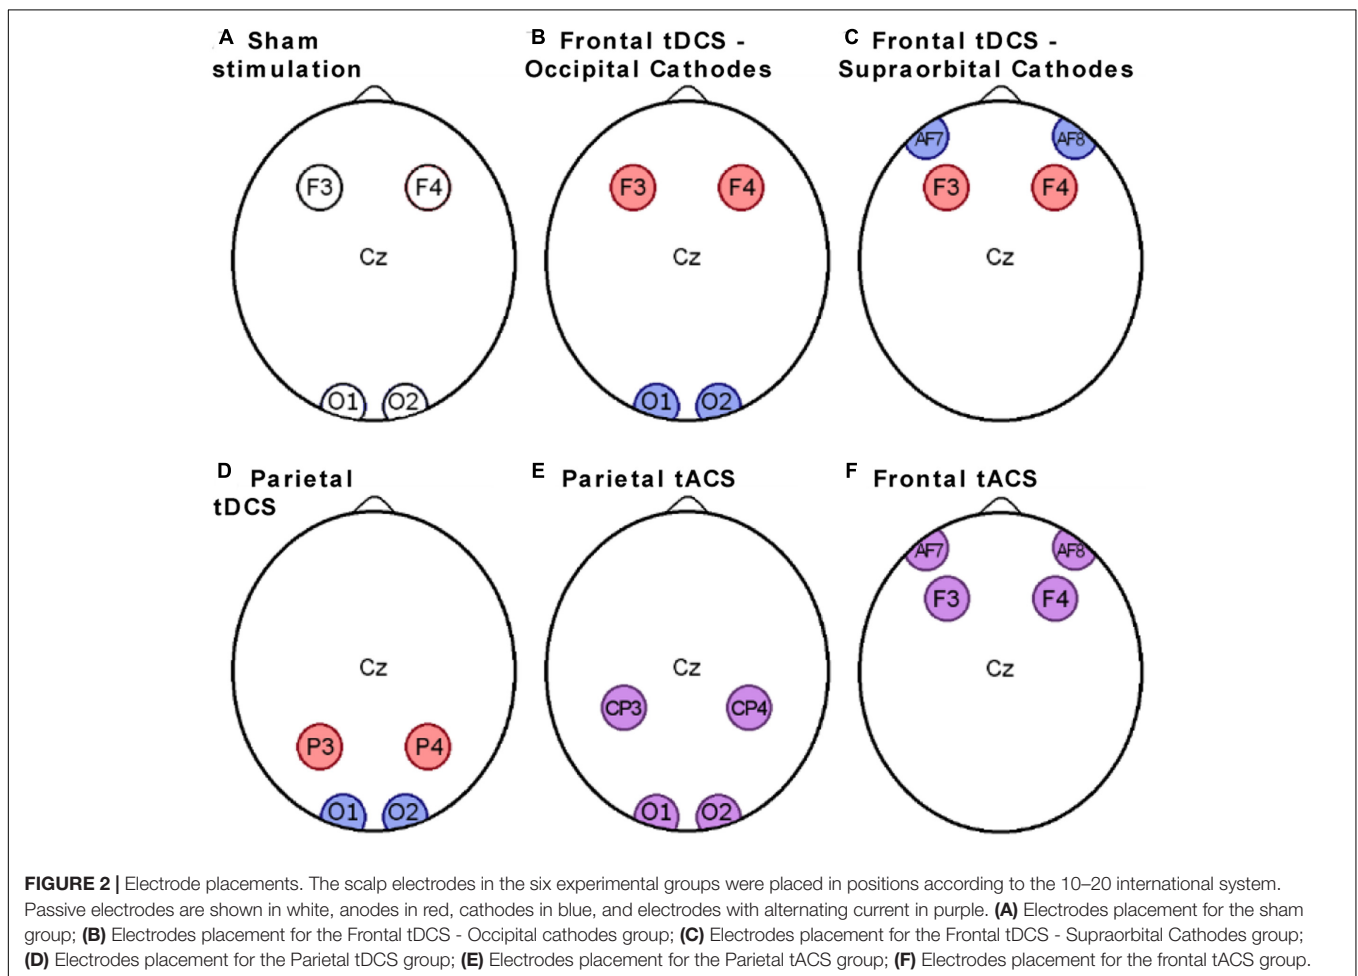 A Sham
stimulation
F3 F4
Cz
O1 O2
B Frontal tDCS -
Occipital Cathodes
F3 F4
Cz
O1 O2
C Frontal tDCS -
Supraorbital Cathodes
AF7 AF8
F3 F4
Cz
D Parietal
tDCS
Cz
P3 P4
O1 O2
E Parietal tACS
Cz
CP3 CP4
O1 O2
F Frontal tACS
AF7 AF8
F3 F4
Cz
FIGURE 2 | Electrode placements. The scalp electrodes in the six experimental groups were placed in positions according to the 10–20 international system.
Passive electrodes are shown in white, anodes in red, cathodes in blue, and electrodes with alternating current in purple. (A) Electrodes placement for the sham
group; (B) Electrodes placement for the Frontal tDCS - Occipital cathodes group; (C) Electrodes placement for the Frontal tDCS - Supraorbital Cathodes group;
(D) Electrodes placement for the Parietal tDCS group; (E) Electrodes placement for the Parietal tACS group; (F) Electrodes placement for the frontal tACS group.